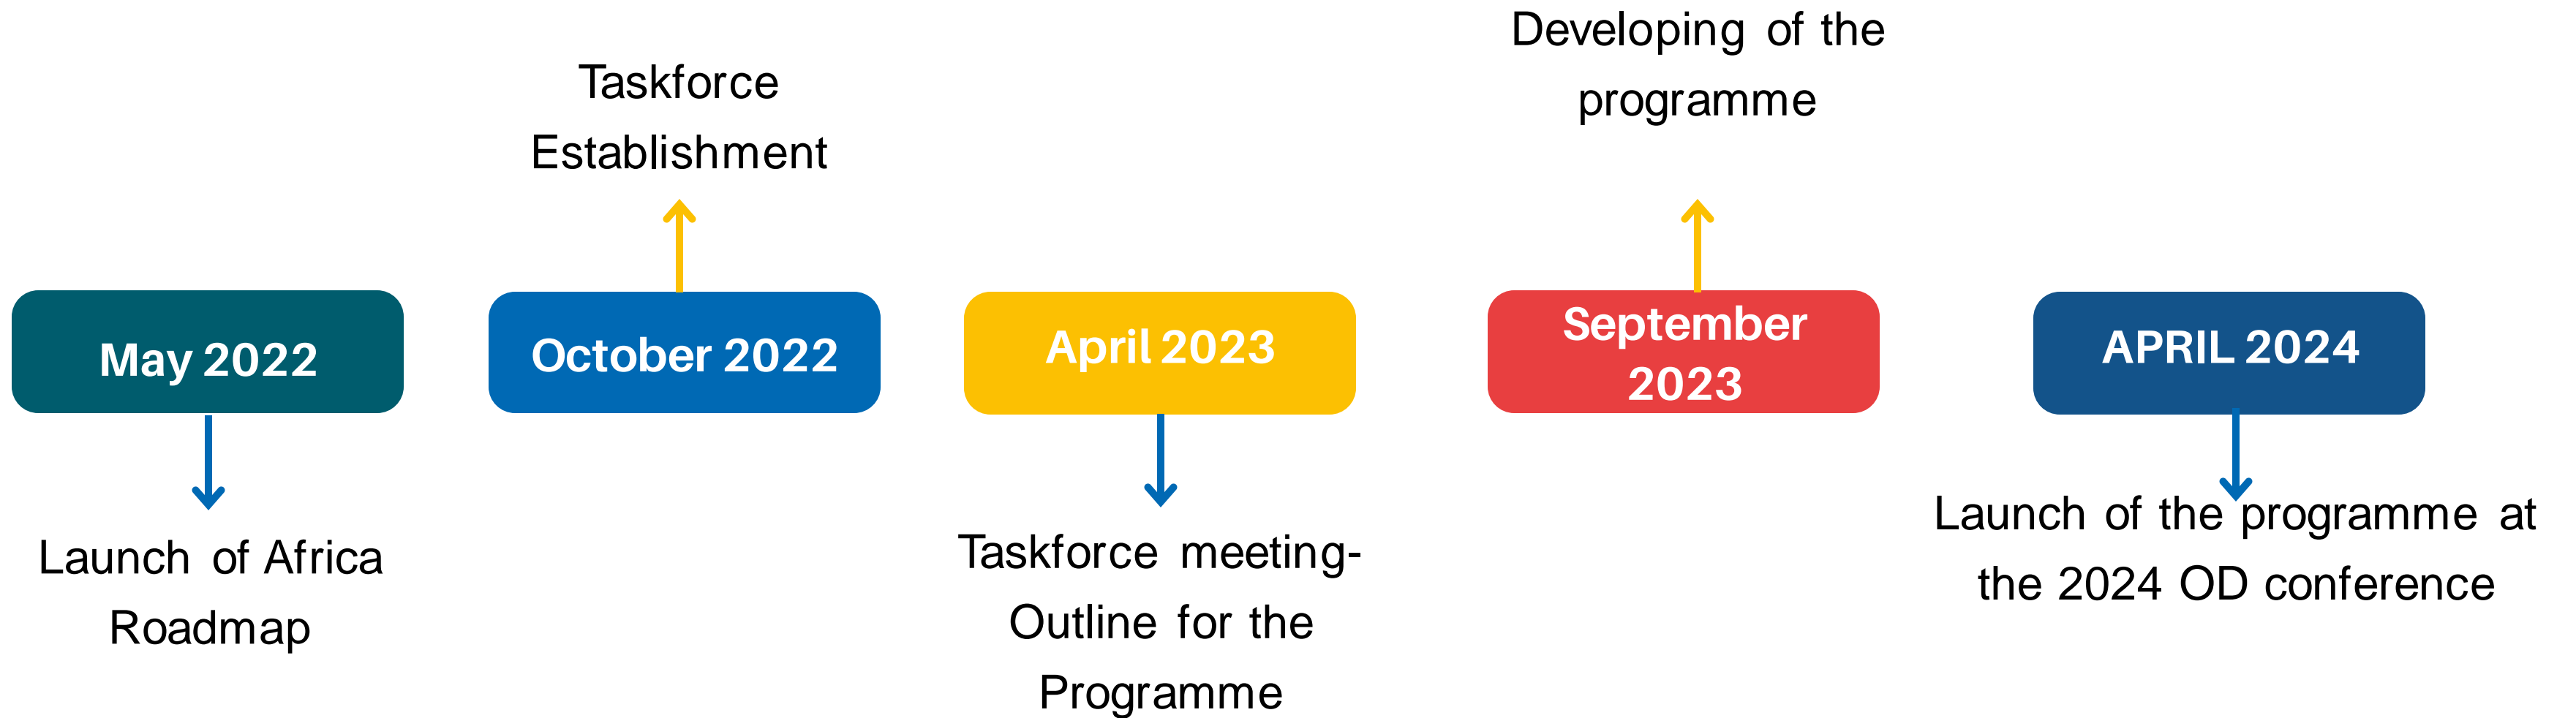 May 2022
Launch of Africa
Roadmap
Taskforce
Establishment
October 2022
April 2023
Taskforce meeting-
Outline for the
Programme
Developing of the
programme
September
2023
APRIL 2024
Launch of the programme at
the 2024 OD conference